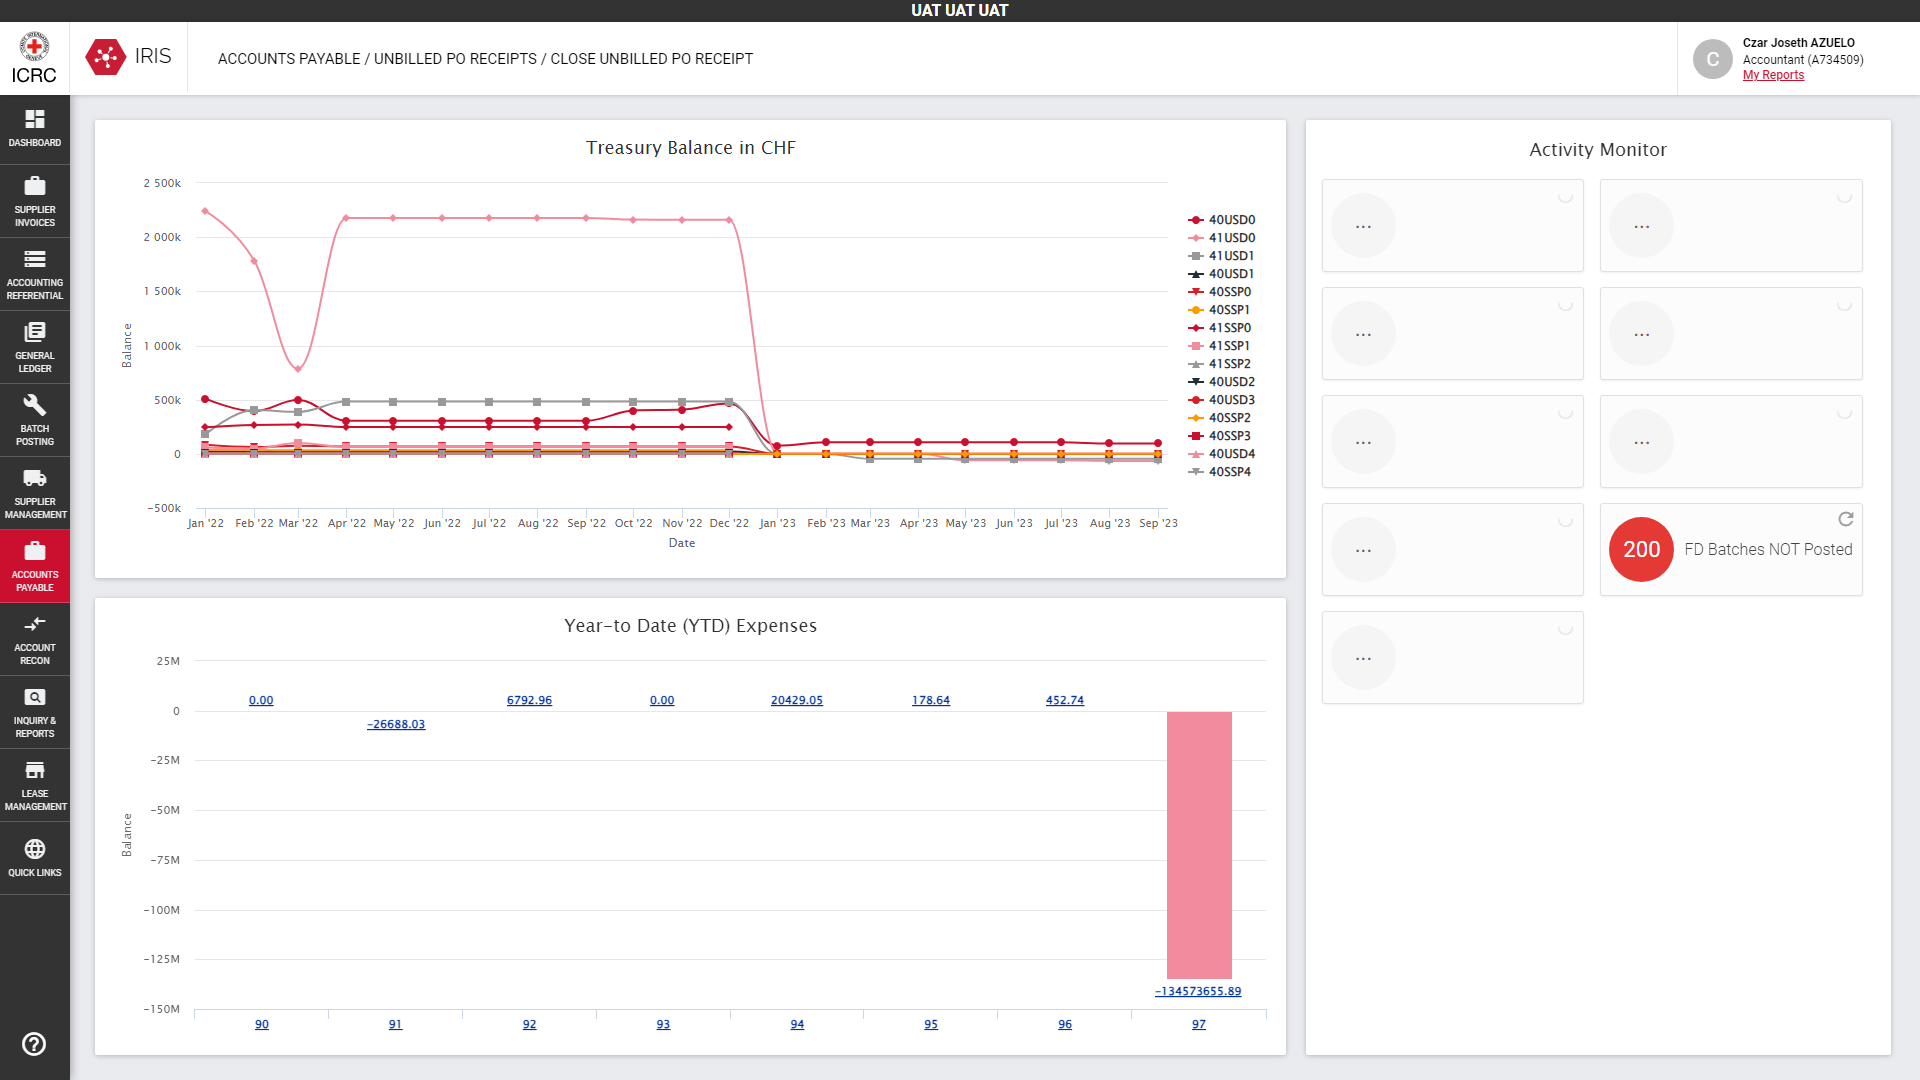 UAT UAT UAT
ICRC
IRIS
ACCOUNTS PAYABLE / UNBILLED PO RECEIPTS / CLOSE UNBILLED PO RECEIPT
C
Czar Joseth AZUELO
Accountant (A734509)
My Reports
DASHBOARD
SUPPLIER
INVOICES
ACCOUNTING
REFERENTIAL
GENERAL
LEDGER
BATCH
POSTING
SUPPLIER
MANAGEMENT
ACCOUNTS
PAYABLE
ACCOUNT
RECON
INQUIRY &
REPORTS
LEASE
MANAGEMENT
QUICK LINKS
Treasury Balance in CHF
2 500k
2 000k
1 500k
1 000k
500k
0
−500k
Balance
Jan '22 Feb '22 Mar '22 Apr '22 May '22 Jun '22 Jul '22 Aug '22 Sep '22 Oct '22 Nov '22 Dec '22 Jan '23 Feb '23 Mar '23 Apr '23 May '23 Jun '23 Jul '23 Aug '23 Sep '23
Date
40USD0
41USD0
41USD1
40USD1
40SSP0
40SSP1
41SSP0
41SSP1
41SSP2
40USD2
40USD3
40SSP2
40SSP3
40USD4
40SSP4
Year−to Date (YTD) Expenses
25M
0
−25M
−50M
−75M
−100M
−125M
−150M
Balance
0.00
−26688.03
6792.96
0.00
20429.05
178.64
452.74
−134573655.89
90 91 92 93 94 95 96 97
Activity Monitor
... ...
... ...
... ...
...
200 FD Batches NOT Posted
...